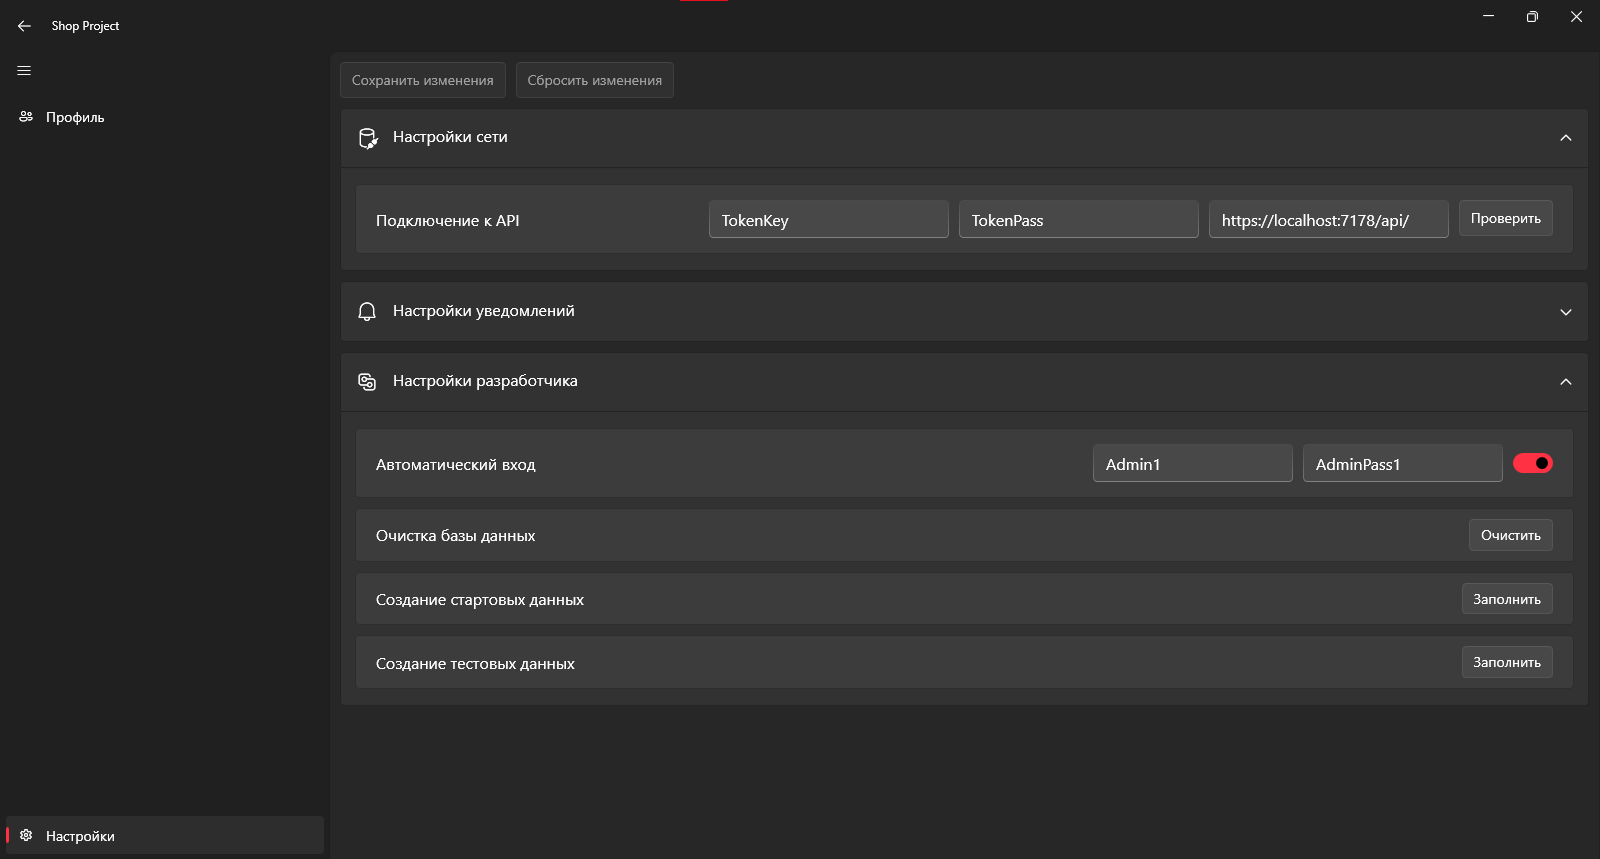 Shop Project
Профиль
Сохранить изменения
Сбросить изменения
Настройки сети
Подключение к API
TokenKey
TokenPass
https://localhost:7178/api/
Проверить
Настройки уведомлений
Настройки разработчика
Автоматический вход
Admin1
AdminPass1
Очистка базы данных
Очистить
Создание стартовых данных
Заполнить
Создание тестовых данных
Заполнить
Настройки